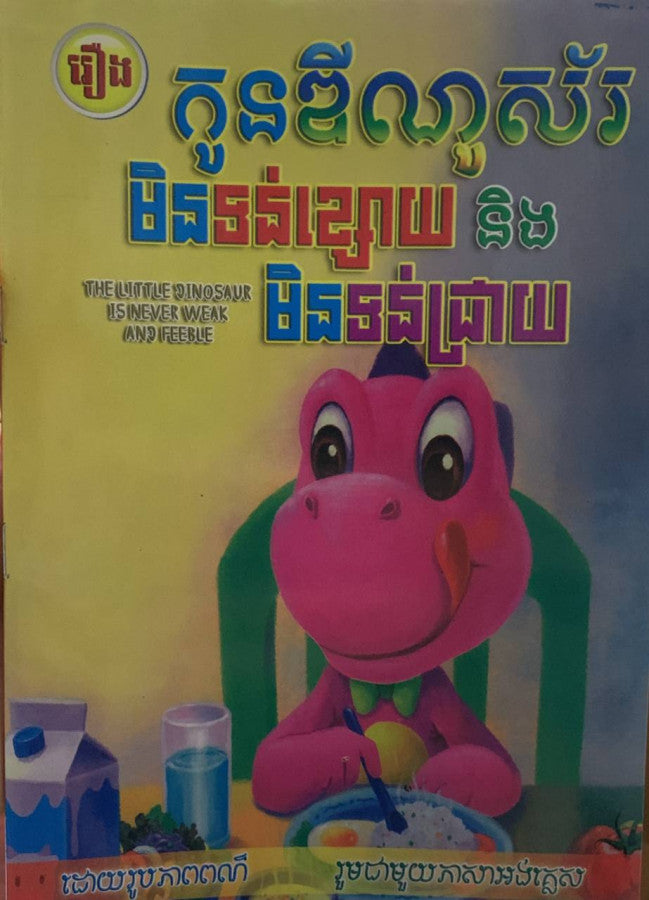 រឿង
កូនឌីណូស័រ
មិនទន់ខ្សោយ និង
មិនទន់ជ្រាយ
THE LITTLE DINOSAUR
IS NEVER WEAK
AND FEEBLE
ដោយរូបភាពពណ៌
រួមជាមួយភាសាអង់គ្លេស